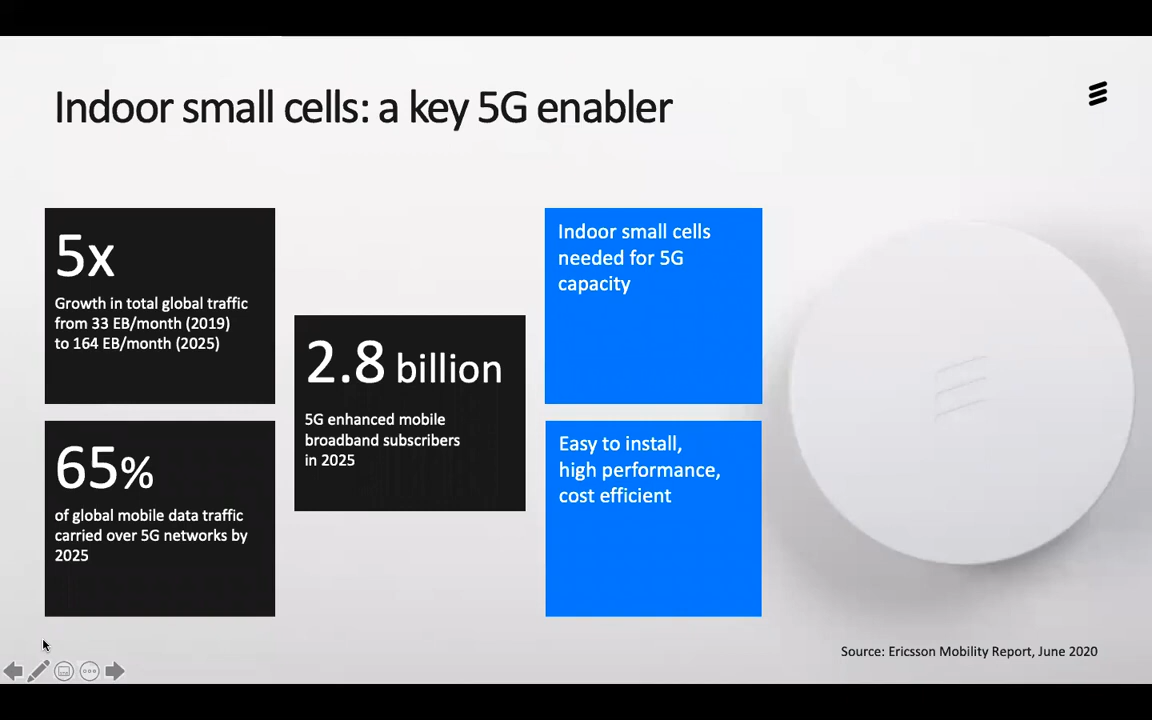 Indoor small cells: a key 5G enabler
5x
Growth in total global traffic
from 33 EB/month (2019)
to 164 EB/month (2025)
65%
of global mobile data traffic
carried over 5G networks by
2025
2.8 billion
5G enhanced mobile
broadband subscribers
in 2025
Indoor small cells
needed for 5G
capacity
Easy to install,
high performance,
cost efficient
Source: Ericsson Mobility Report, June 2020